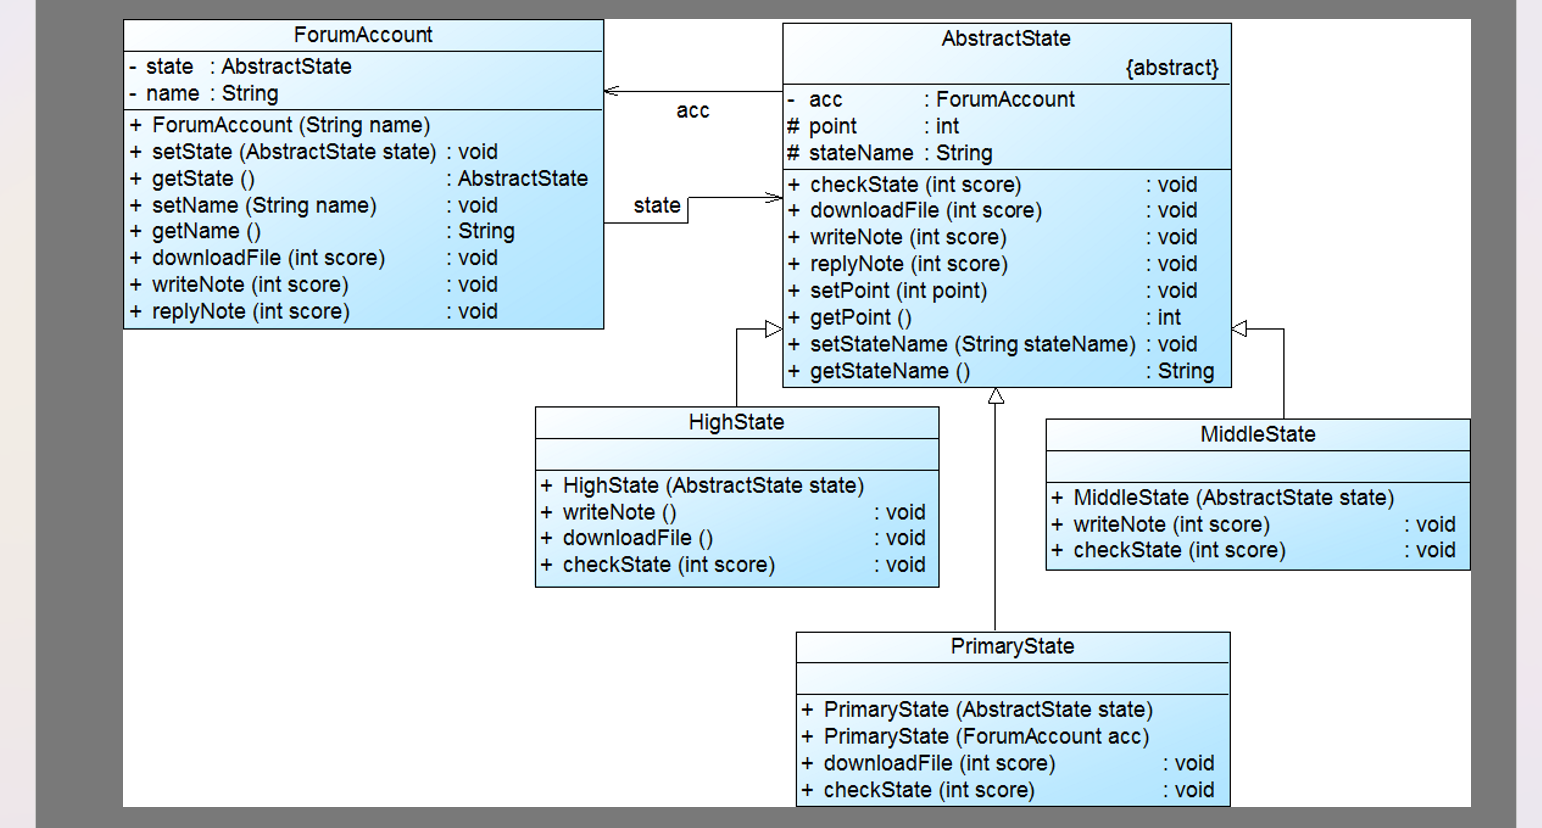 ForumAccount
- state : AbstractState
- name : String
+ ForumAccount (String name)
+ setState (AbstractState state) : void
+ getState () : AbstractState
+ setName (String name) : void
+ getName () : String
+ downloadFile (int score) : void
+ writeNote (int score) : void
+ replyNote (int score) : void
acc
state
AbstractState
{abstract}
- acc : ForumAccount
# point : int
# stateName : String
+ checkState (int score) : void
+ downloadFile (int score) : void
+ writeNote (int score) : void
+ replyNote (int score) : void
+ setPoint (int point) : void
+ getPoint () : int
+ setStateName (String stateName) : void
+ getStateName () : String
HighState
+ HighState (AbstractState state)
+ writeNote () : void
+ downloadFile () : void
+ checkState (int score) : void
MiddleState
+ MiddleState (AbstractState state)
+ writeNote (int score) : void
+ checkState (int score) : void
PrimaryState
+ PrimaryState (AbstractState state)
+ PrimaryState (ForumAccount acc)
+ downloadFile (int score) : void
+ checkState (int score) : void